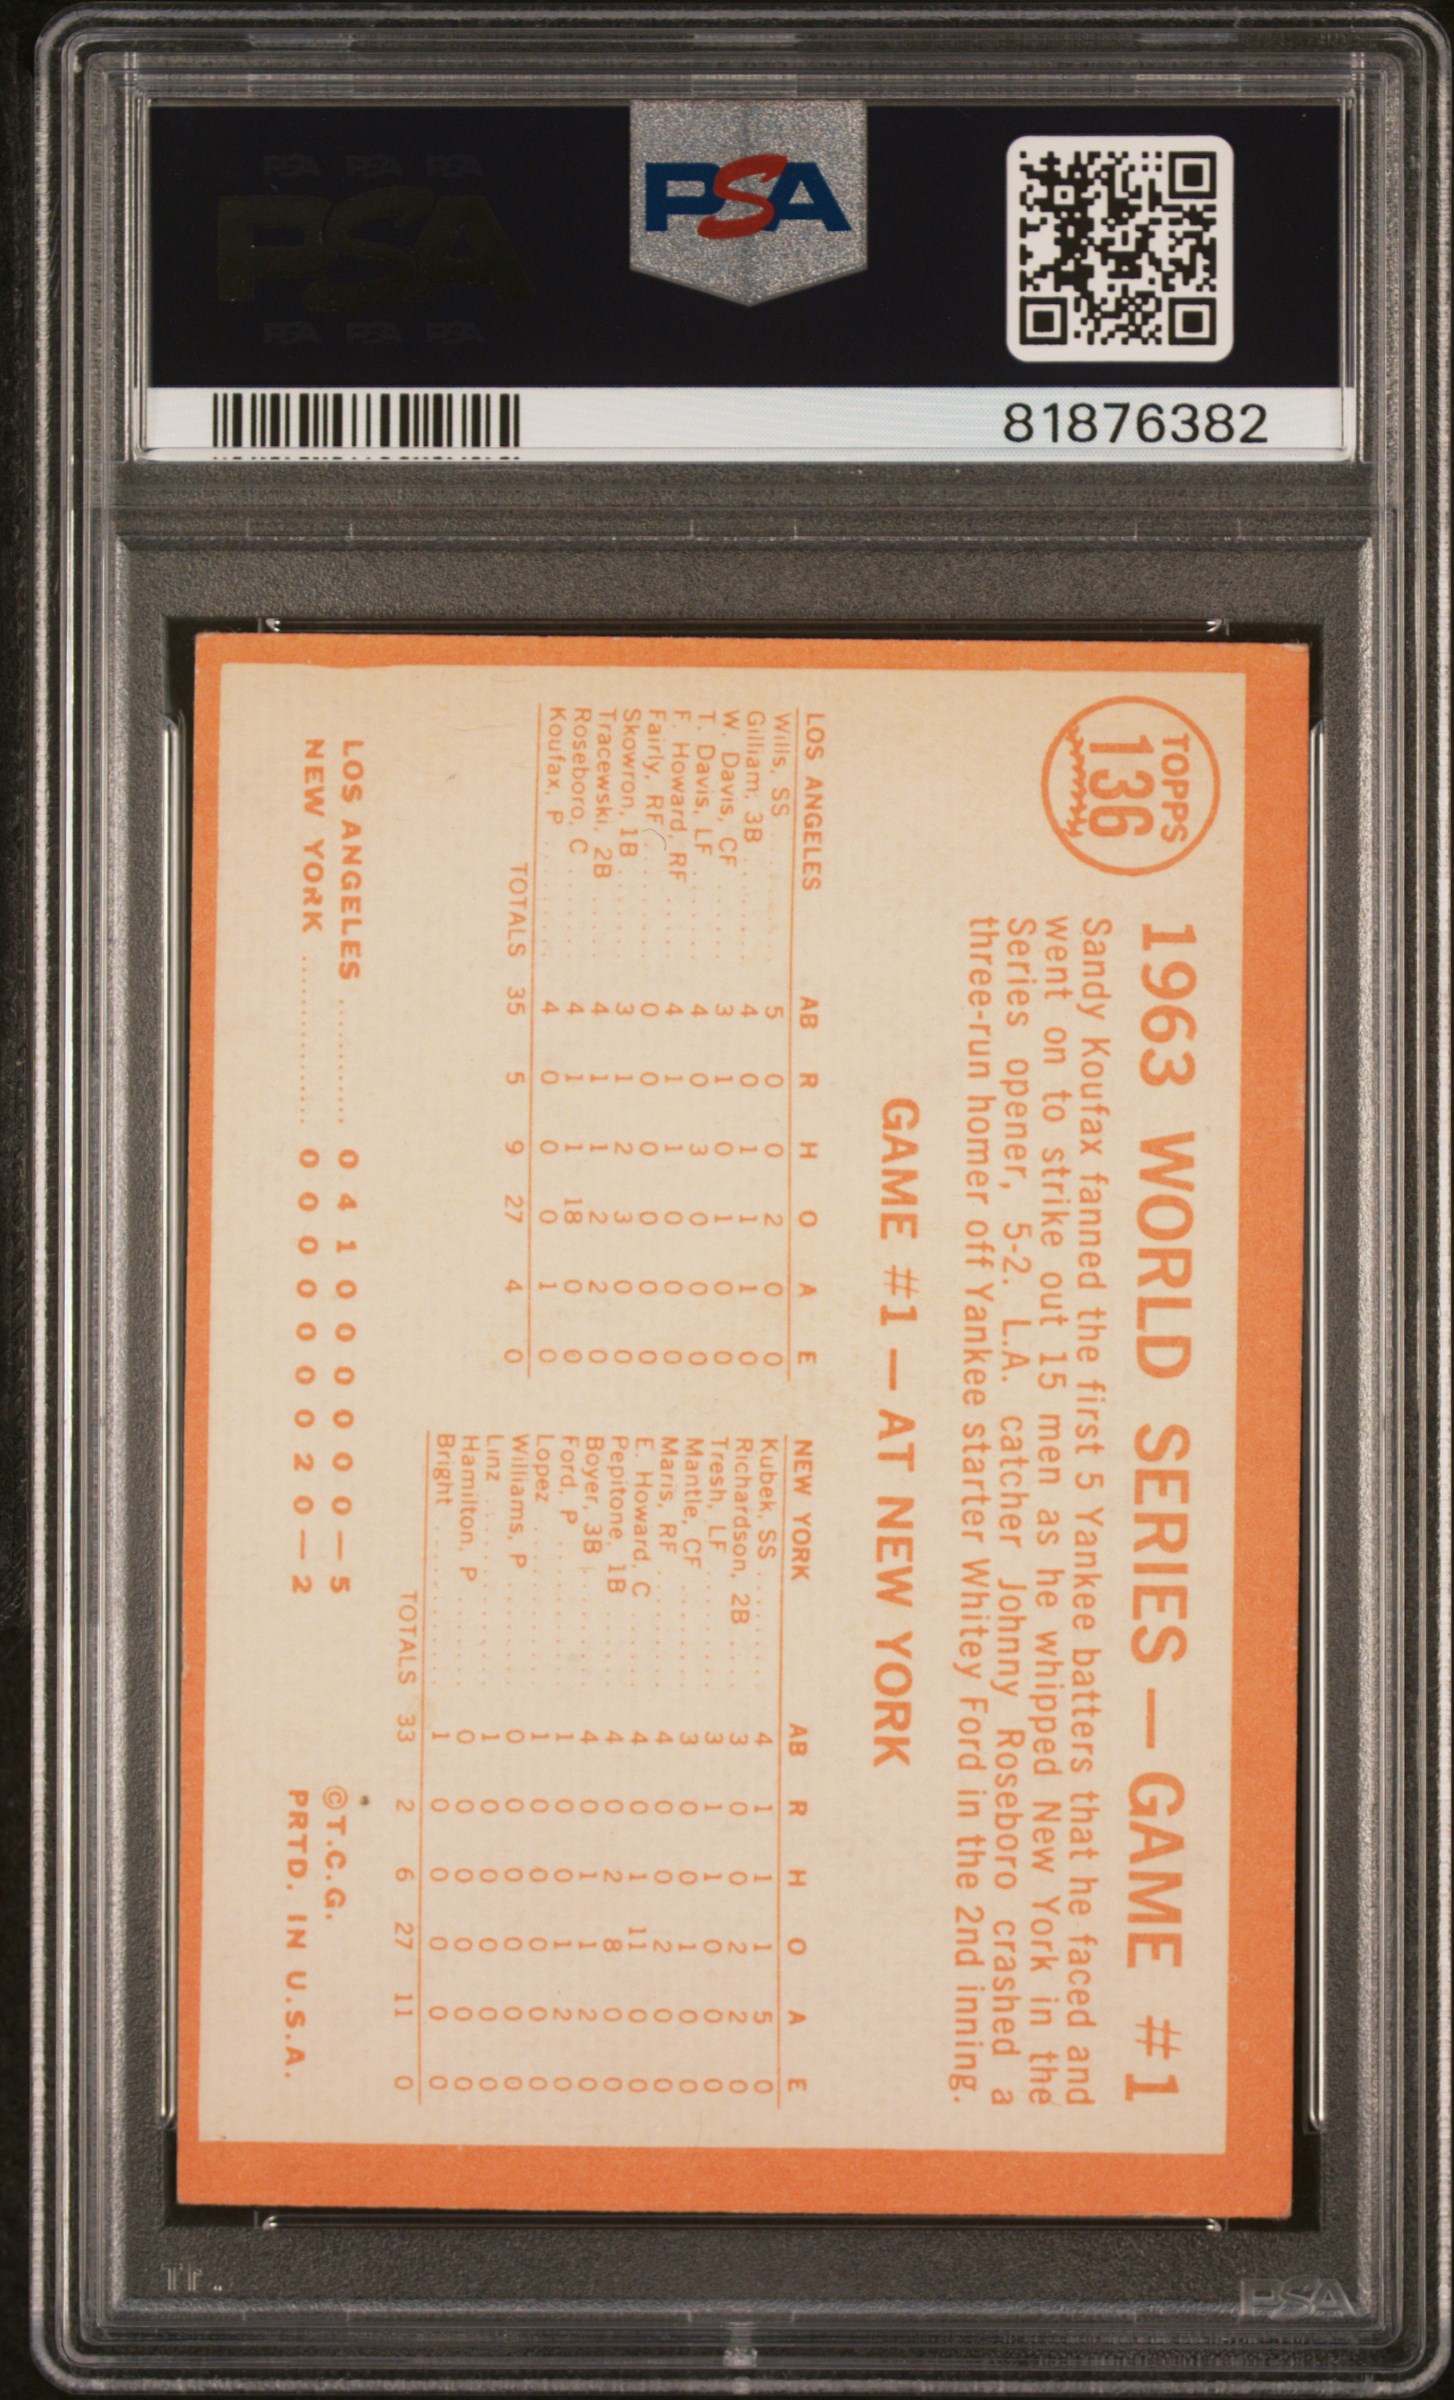 PSA PSA PSA
PSA
PSA PSA PSA
PSA
81876382
TOPPS
136
1963 WORLD SERIES — GAME #1
Sandy Koufax fanned the first 5 Yankee batters that he faced and
went on to strike out 15 men as he whipped New York in the
Series opener, 5-2. L.A. catcher Johnny Roseboro crashed a
three-run homer off Yankee starter Whitey Ford in the 2nd inning.
GAME #1 — AT NEW YORK
LOS ANGELES AB R H O A E
Wills, SS 5 0 0 2 0 0
Gilliam, 3B 4 0 1 1 1 0
W. Davis, CF 3 1 0 1 0 0
T. Davis, LF 4 0 3 0 0 0
F. Howard, RF 4 1 1 0 0 0
Fairly, RF 0 0 0 0 0 0
Skowron, 1B 3 1 2 3 0 0
Tracewski, 2B 4 1 1 2 2 0
Roseboro, C 4 1 1 18 0 0
Koufax, P 4 0 0 0 1 0
TOTALS 35 5 9 27 4 0
NEW YORK AB R H O A E
Kubek, SS 4 1 1 1 5 0
Richardson, 2B 3 0 0 2 2 0
Tresh, LF 3 1 1 0 0 0
Mantle, CF 3 0 0 1 0 0
Maris, RF 4 0 0 2 0 0
E. Howard, C 4 0 1 11 0 0
Pepitone, 1B 4 0 2 8 0 0
Boyer, 3B 4 0 1 1 2 0
Ford, P 1 0 0 1 2 0
Lopez 1 0 0 0 0 0
Williams, P 0 0 0 0 0 0
Linz 1 0 0 0 0 0
Hamilton, P 0 0 0 0 0 0
Bright 1 0 0 0 0 0
TOTALS 33 2 6 27 11 0
LOS ANGELES 0 4 1 0 0 0 0 0 0 — 5
NEW YORK 0 0 0 0 0 0 0 2 0 — 2
©T.C.G.
PRTD. IN U.S.A.
PSA